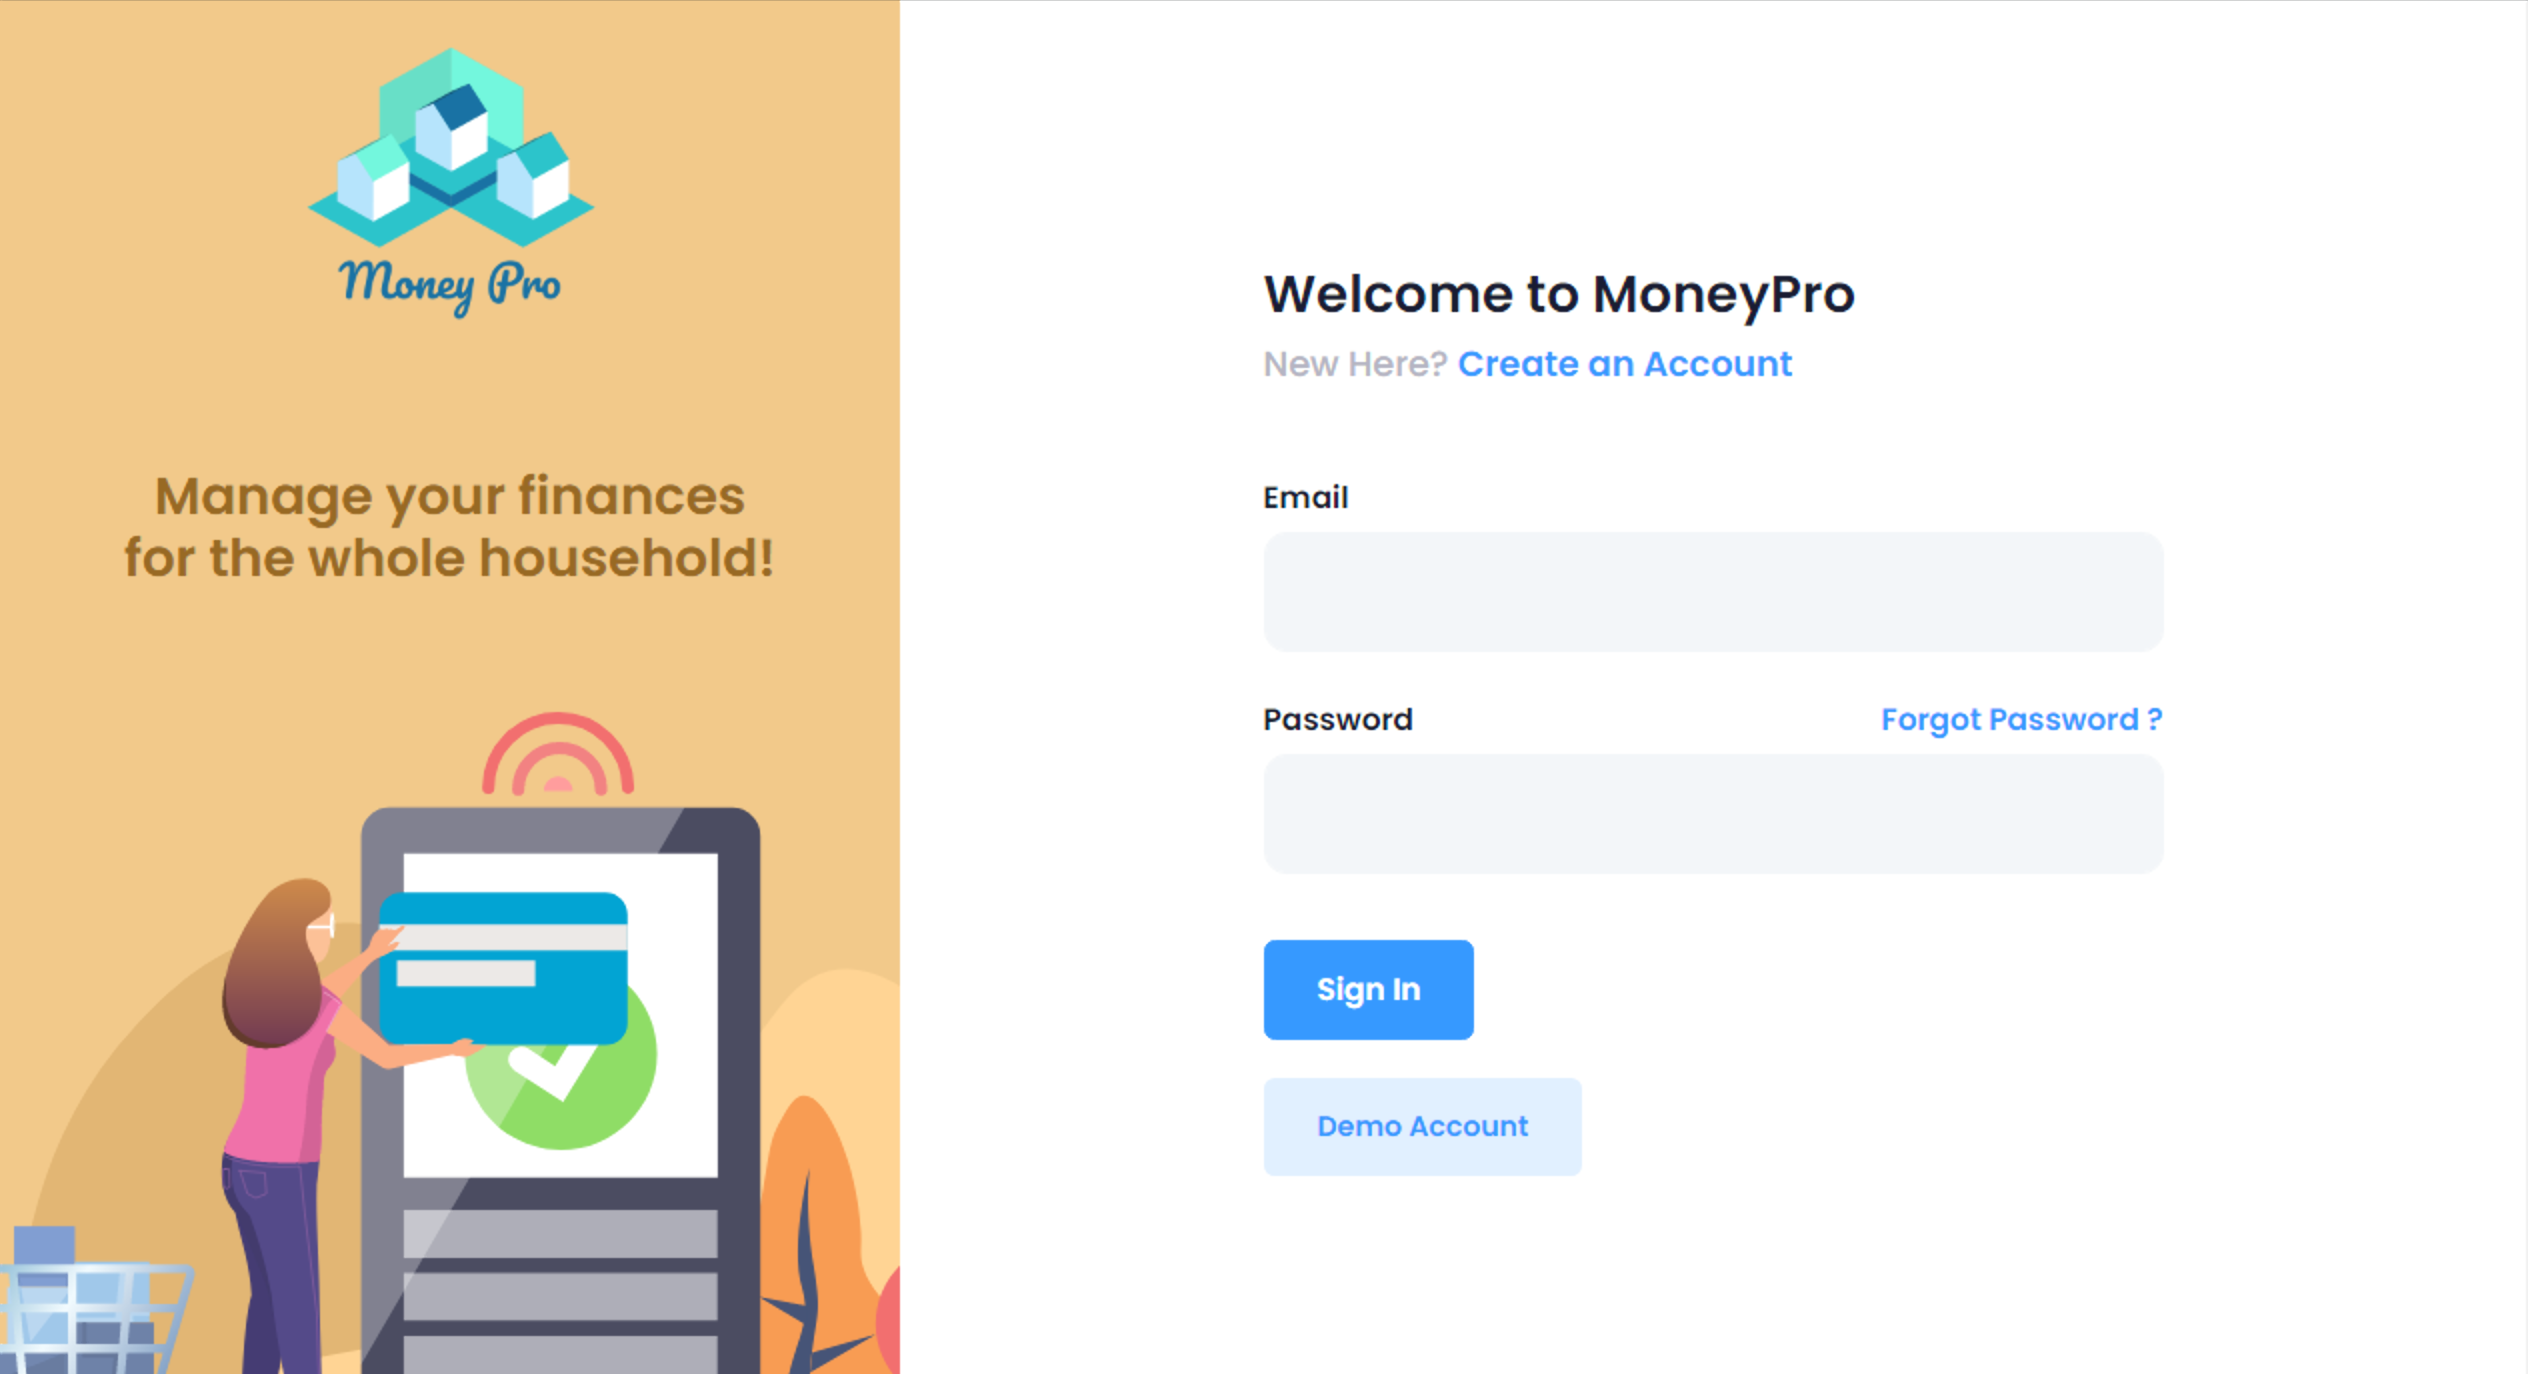 Money Pro
Manage your finances
for the whole household!
Welcome to MoneyPro
New Here? Create an Account
Email
Password
Forgot Password ?
Sign In
Demo Account